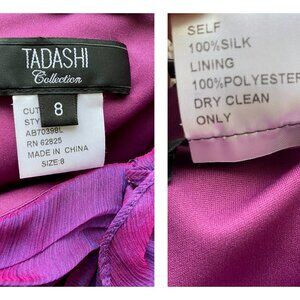 TADASHI
Collection
8
CUT
STY
AB70398L
RN 62825
MADE IN CHINA
SIZE:8
SELF
100%SILK
LINING
100%POLYESTER
DRY CLEAN
ONLY